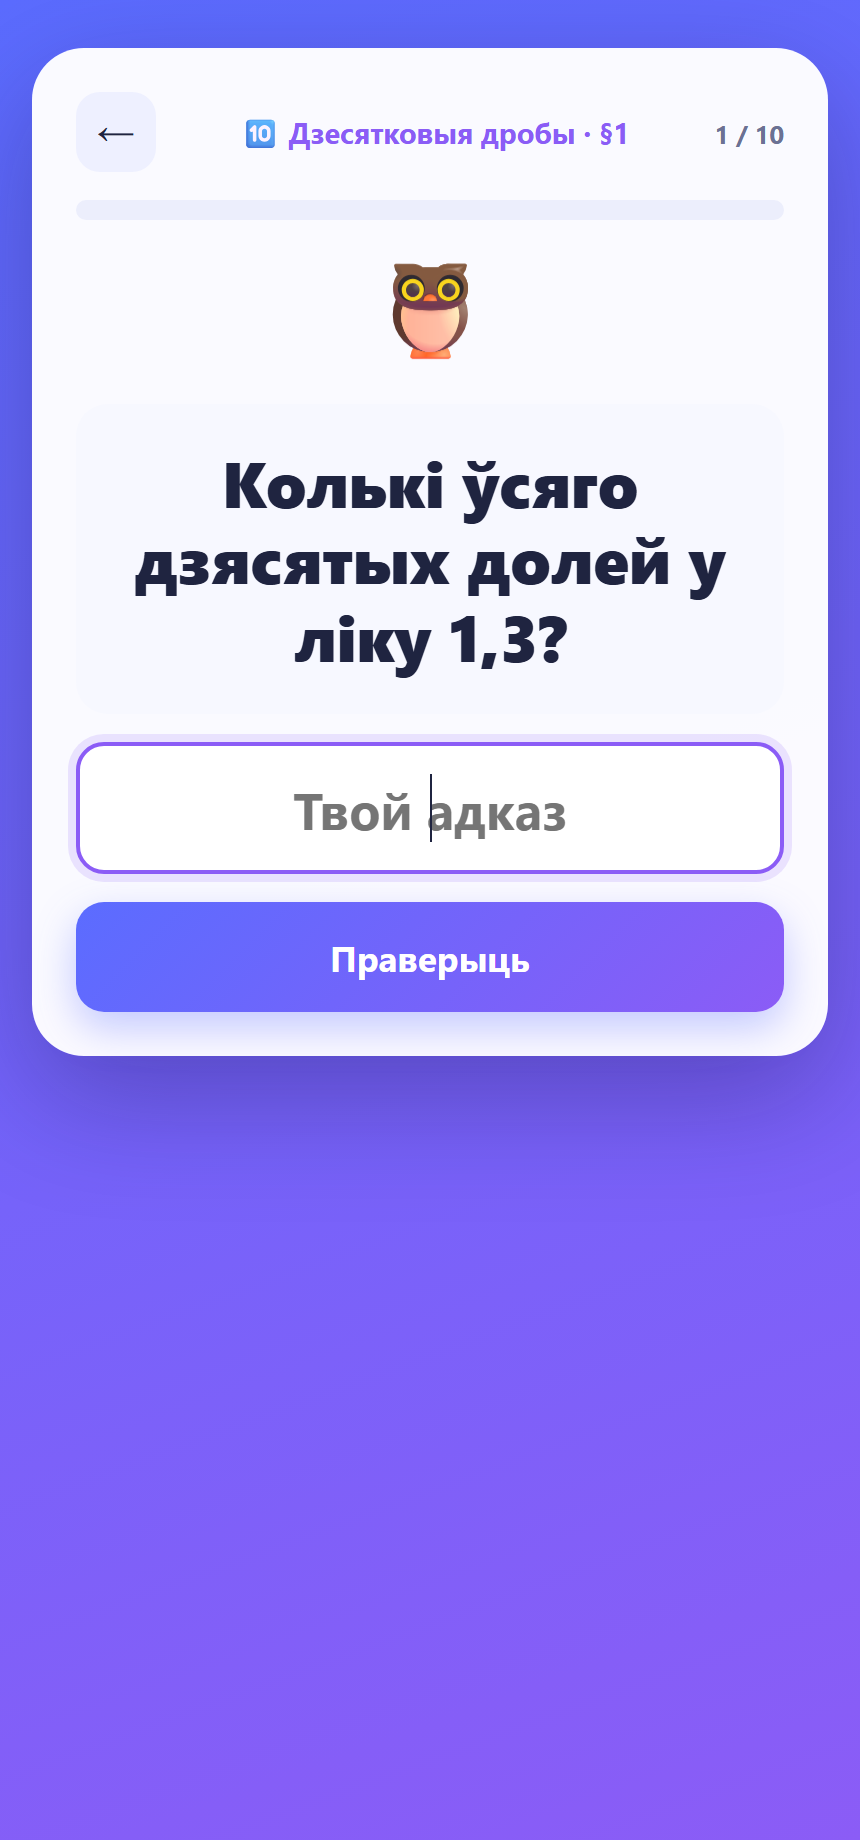 ←
🔟 Дзесятковыя дробы · §1
1 / 10
Колькі ўсяго
дзясятых долей у
ліку 1,3?
Твой адказ
Праверыць